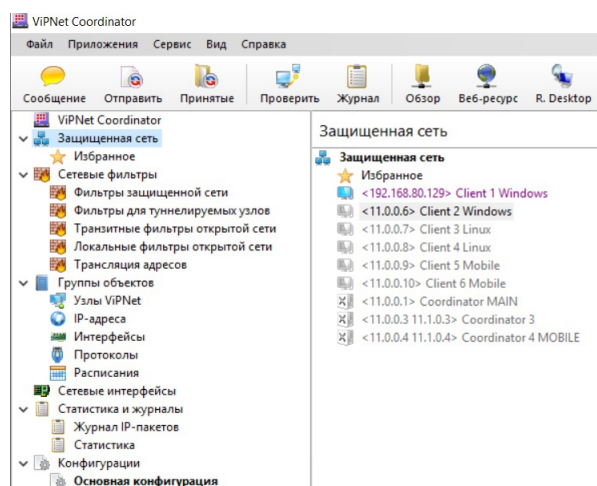 ViPNet Coordinator
Файл Приложения Сервис Вид Справка
Сообщение Отправить Принятые Проверить Журнал Обзор Веб-ресурс R. Desktop
ViPNet Coordinator
Защищенная сеть
Избранное
Сетевые фильтры
Фильтры защищенной сети
Фильтры для туннелируемых узлов
Транзитные фильтры открытой сети
Локальные фильтры открытой сети
Трансляция адресов
Группы объектов
Узлы ViPNet
IP-адреса
Интерфейсы
Протоколы
Расписания
Сетевые интерфейсы
Статистика и журналы
Журнал IP-пакетов
Статистика
Конфигурации
Основная конфигурация
Защищенная сеть
Защищенная сеть
Избранное
<192.168.80.129> Client 1 Windows
<11.0.0.6> Client 2 Windows
<11.0.0.7> Client 3 Linux
<11.0.0.8> Client 4 Linux
<11.0.0.9> Client 5 Mobile
<11.0.0.10> Client 6 Mobile
<11.0.0.1> Coordinator MAIN
<11.0.0.3 11.1.0.3> Coordinator 3
<11.0.0.4 11.1.0.4> Coordinator 4 MOBILE